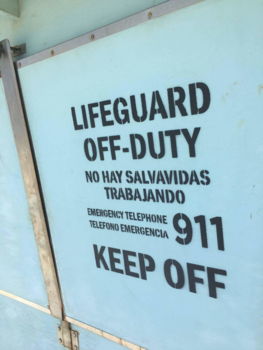 LIFEGUARD
OFF-DUTY
NO HAY SALVAVIDAS
TRABAJANDO
EMERGENCY TELEPHONE
TELEFONO EMERGENCIA 911
KEEP OFF